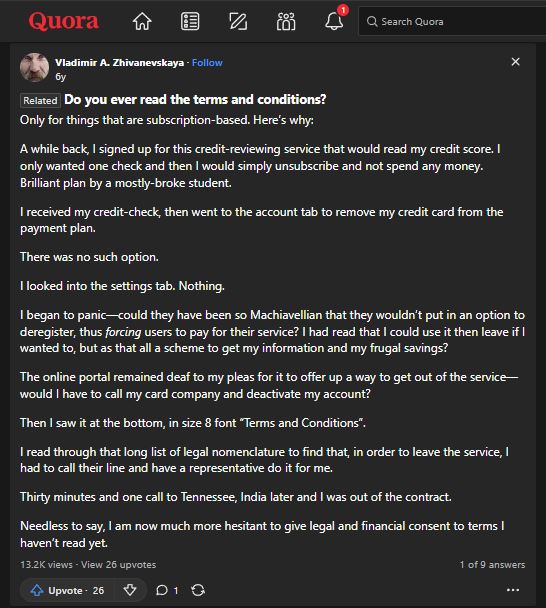 Quora
1
Search Quora
Vladimir A. Zhivanevskaya · Follow
6y
Related Do you ever read the terms and conditions?
Only for things that are subscription-based. Here's why:
A while back, I signed up for this credit-reviewing service that would read my credit score. I
only wanted one check and then I would simply unsubscribe and not spend any money.
Brilliant plan by a mostly-broke student.
I received my credit-check, then went to the account tab to remove my credit card from the
payment plan.
There was no such option.
I looked into the settings tab. Nothing.
I began to panic—could they have been so Machiavellian that they wouldn't put in an option to
deregister, thus forcing users to pay for their service? I had read that I could use it then leave if I
wanted to, but as that all a scheme to get my information and my frugal savings?
The online portal remained deaf to my pleas for it to offer up a way to get out of the service—
would I have to call my card company and deactivate my account?
Then I saw it at the bottom, in size 8 font “Terms and Conditions”.
I read through that long list of legal nomenclature to find that, in order to leave the service, I
had to call their line and have a representative do it for me.
Thirty minutes and one call to Tennessee, India later and I was out of the contract.
Needless to say, I am now much more hesitant to give legal and financial consent to terms I
haven't read yet.
13.2K views · View 26 upvotes
1 of 9 answers
Upvote · 26
1